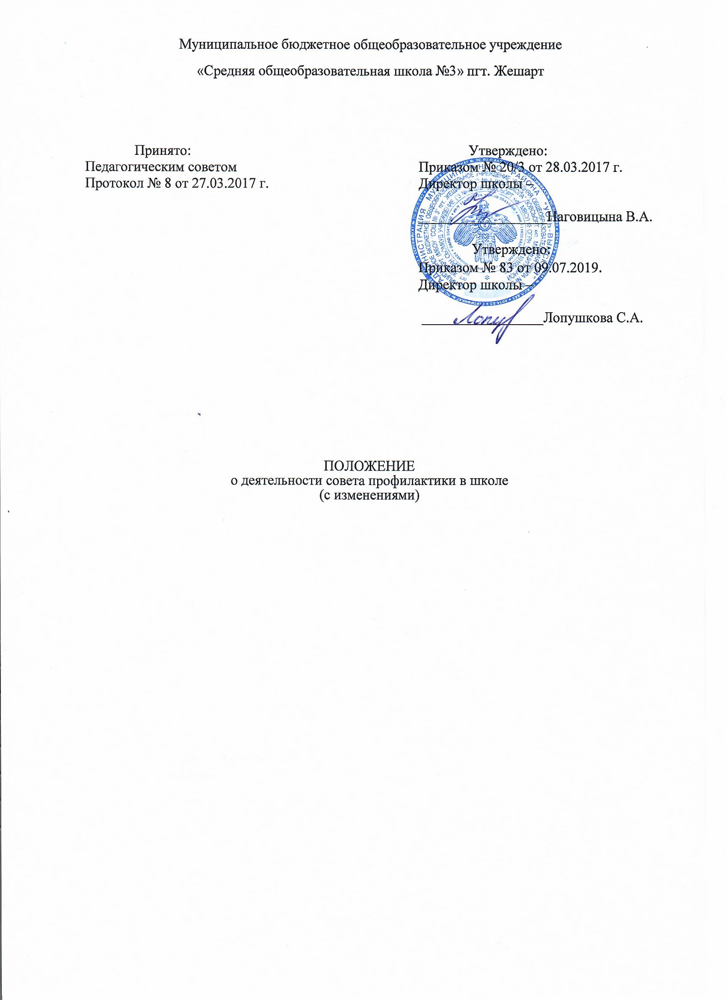 Муниципальное бюджетное общеобразовательное учреждение
«Средняя общеобразовательная школа №3» пгт. Жешарт
Принято:
Педагогическим советом
Протокол № 8 от 27.03.2017 г.
Утверждено:
Приказом № 20/3 от 28.03.2017 г.
Директор школы –
Наговицына В.А.
Утверждено:
Приказом № 83 от 09.07.2019.
Директор школы –
Лопушкова С.А.
ПОЛОЖЕНИЕ
о деятельности совета профилактики в школе
(с изменениями)